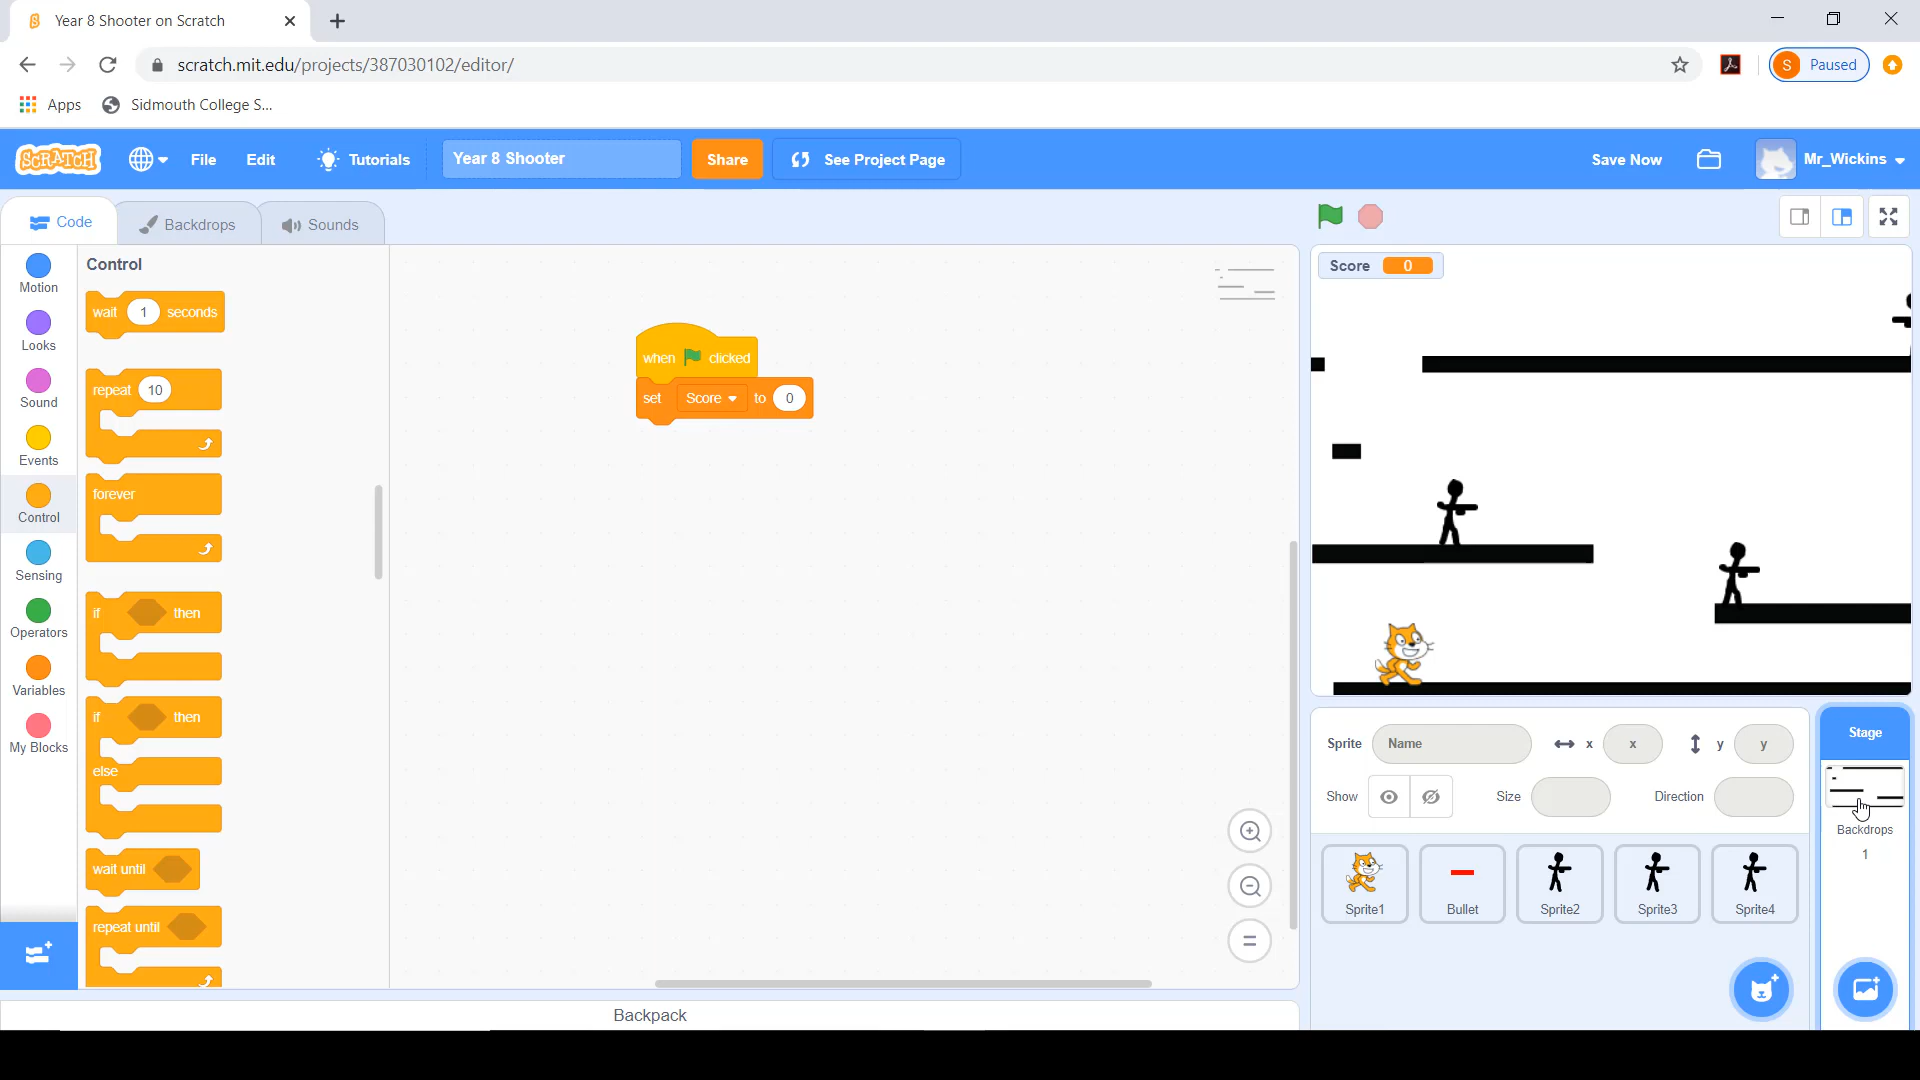 Year 8 Shooter on Scratch
scratch.mit.edu/projects/387030102/editor/
S Paused
Apps Sidmouth College S...
SCRATCH File Edit Tutorials Year 8 Shooter Share See Project Page Save Now Mr_Wickins
Code Backdrops Sounds
Motion
Looks
Sound
Events
Control
Sensing
Operators
Variables
My Blocks
Control
wait 1 seconds
repeat 10
forever
if then
if then
else
wait until
repeat until
when clicked
set Score to 0
Score 0
Sprite Name x x y y
Show Size Direction
Sprite1 Bullet Sprite2 Sprite3 Sprite4
Stage
Backdrops
1
Backpack